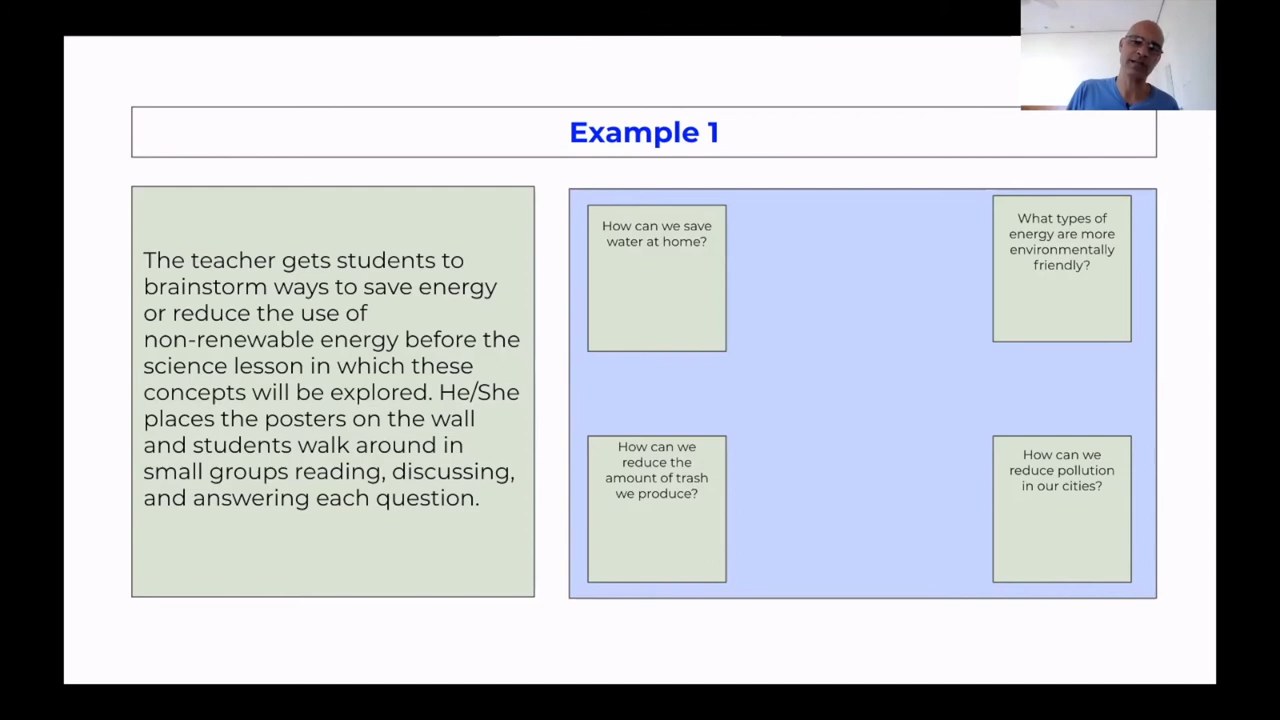 Example 1
The teacher gets students to
brainstorm ways to save energy
or reduce the use of
non-renewable energy before the
science lesson in which these
concepts will be explored. He/She
places the posters on the wall
and students walk around in
small groups reading, discussing,
and answering each question.
How can we save
water at home?
What types of
energy are more
environmentally
friendly?
How can we
reduce the
amount of trash
we produce?
How can we
reduce pollution
in our cities?